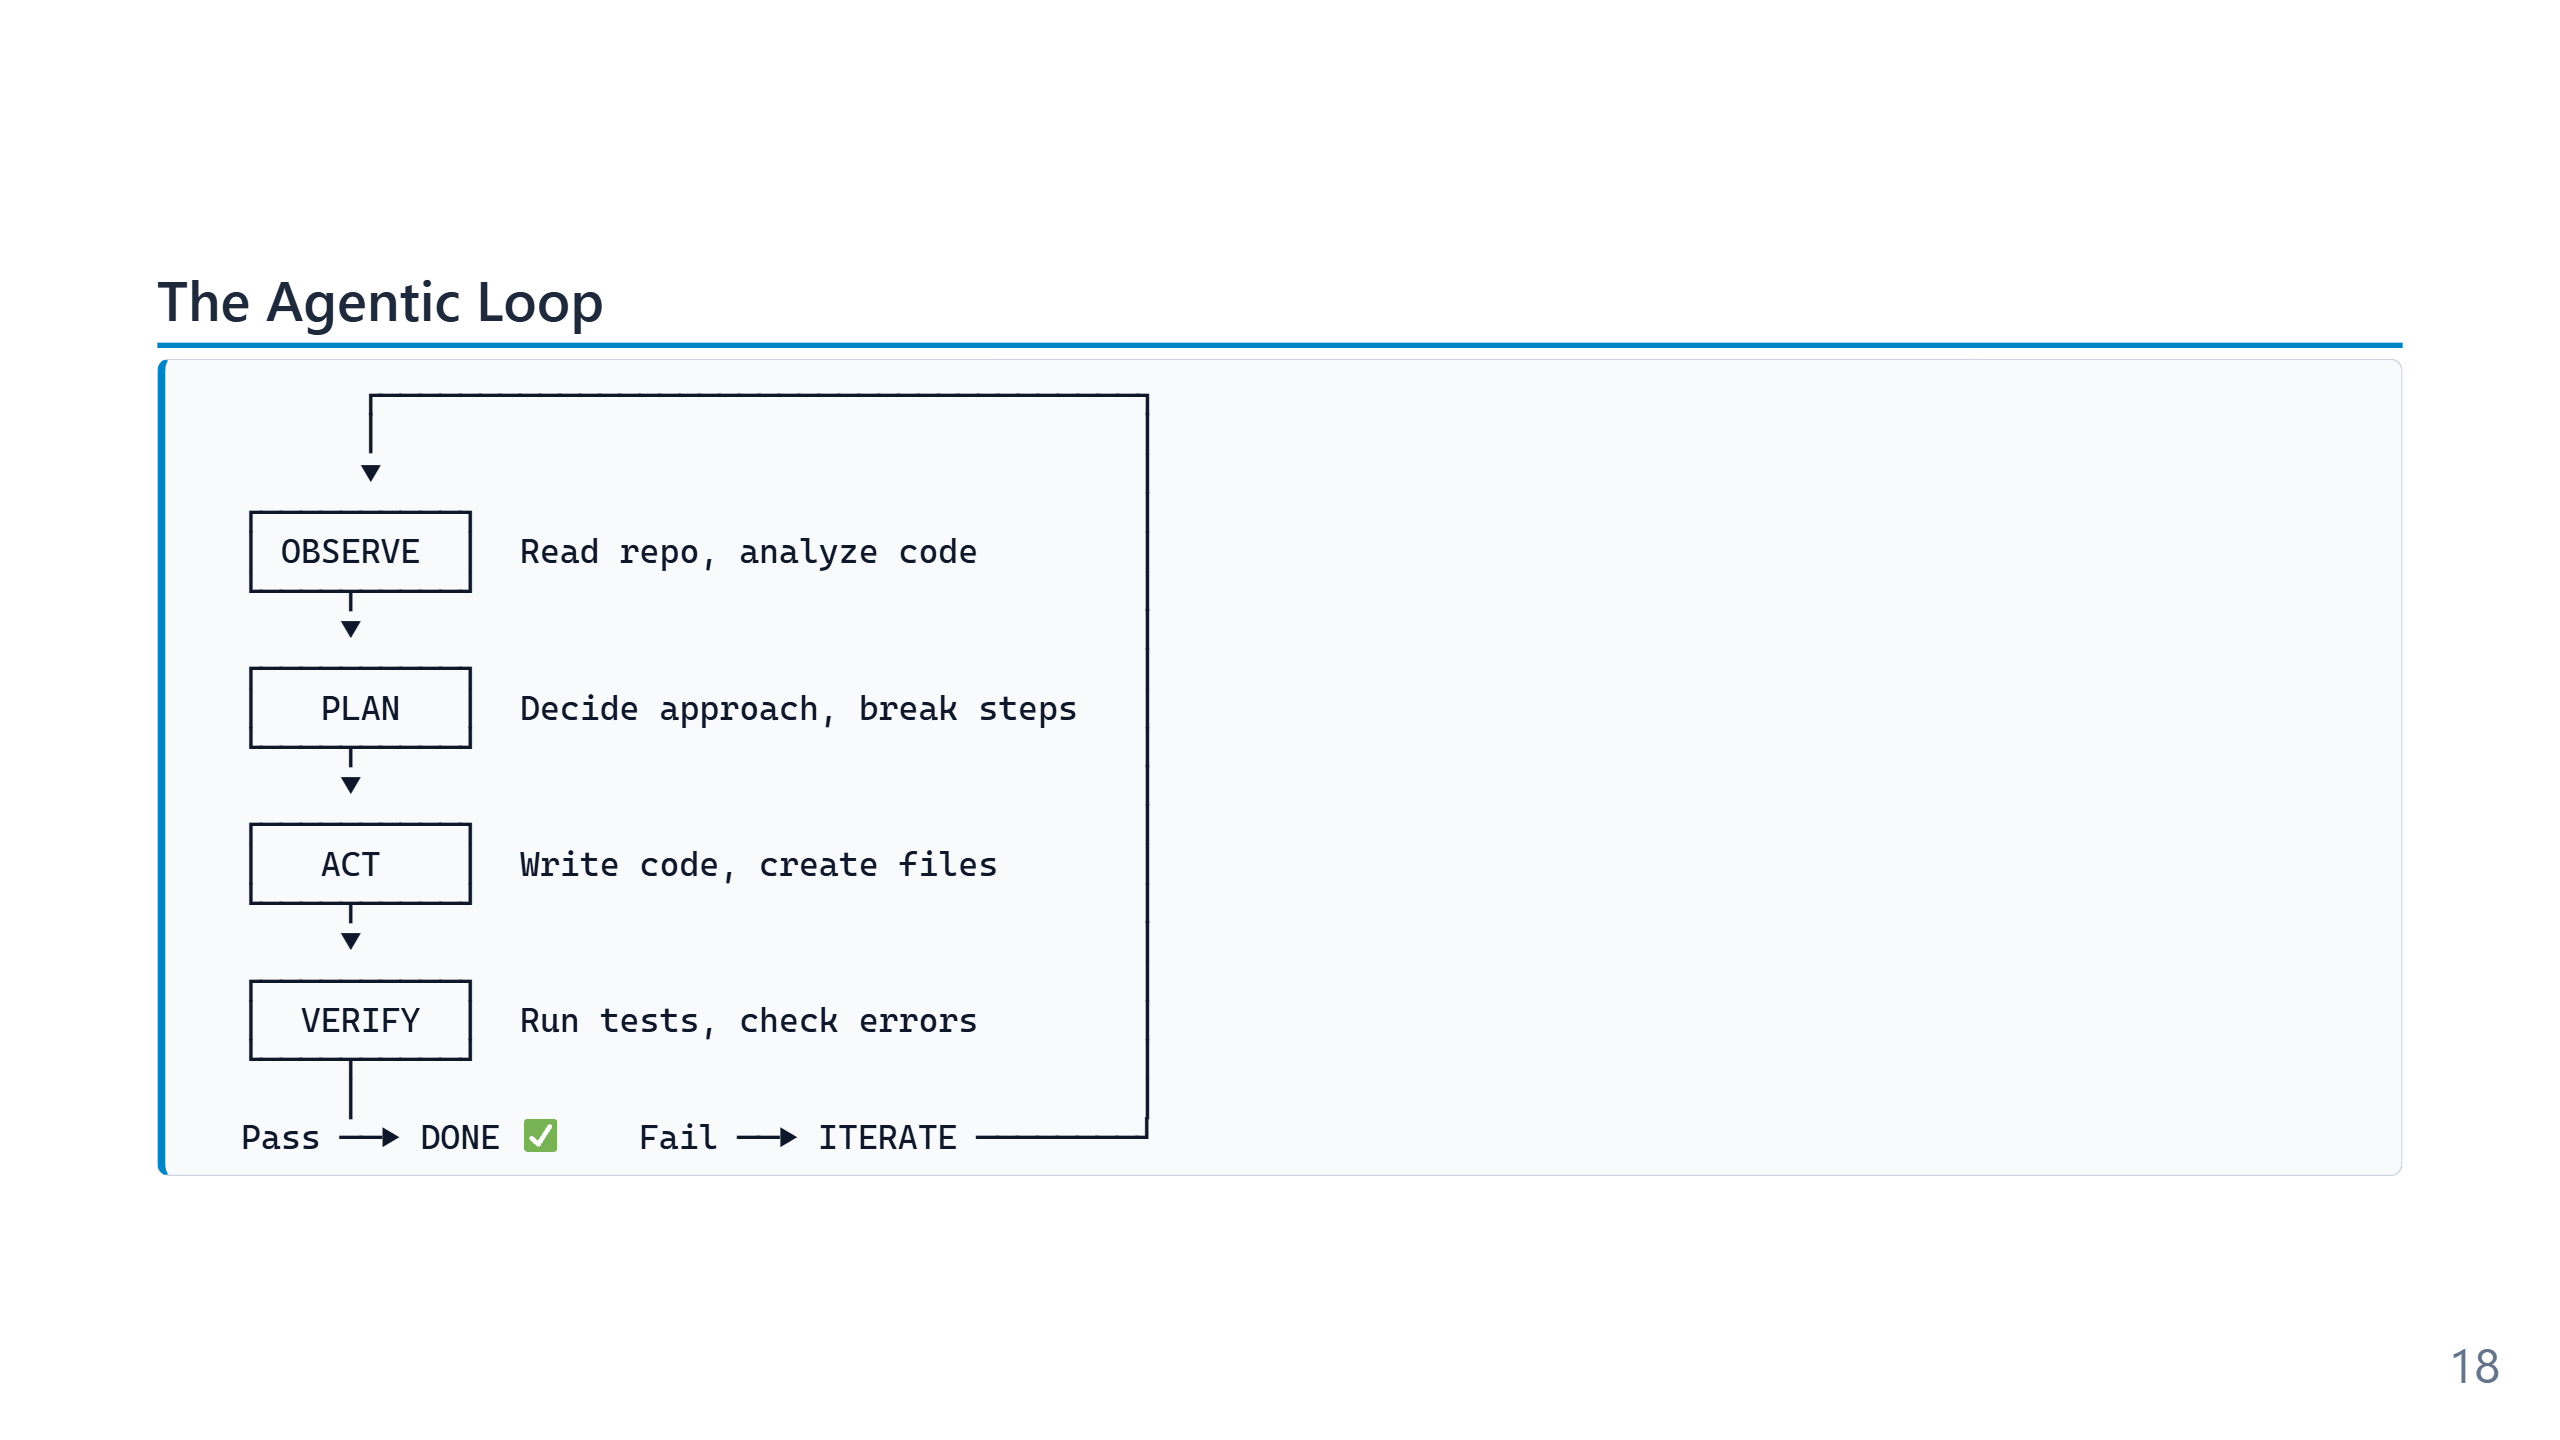 The Agentic Loop
OBSERVE Read repo, analyze code
PLAN Decide approach, break steps
ACT Write code, create files
VERIFY Run tests, check errors
Pass ──▶ DONE ✅ Fail ──▶ ITERATE
18